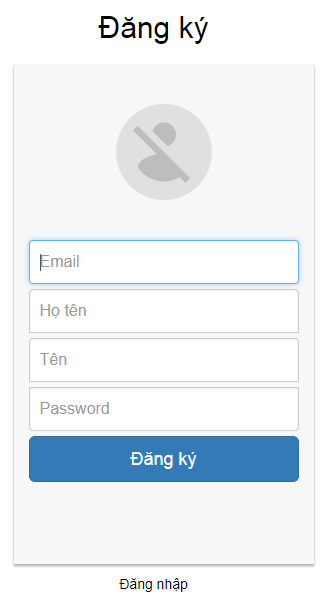 Đăng ký
Email
Họ tên
Tên
Password
Đăng ký
Đăng nhập